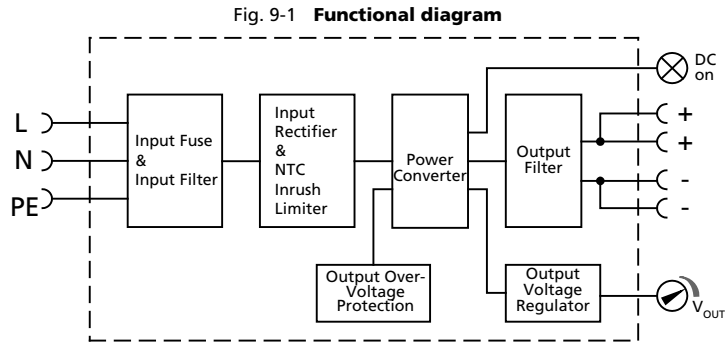 Fig. 9-1 Functional diagram
DC
on
L
N
PE
Input Fuse
&
Input Filter
Input
Rectifier
&
NTC
Inrush
Limiter
Power
Converter
Output
Filter
+
+
-
-
Output Over-
Voltage
Protection
Output
Voltage
Regulator
VOUT